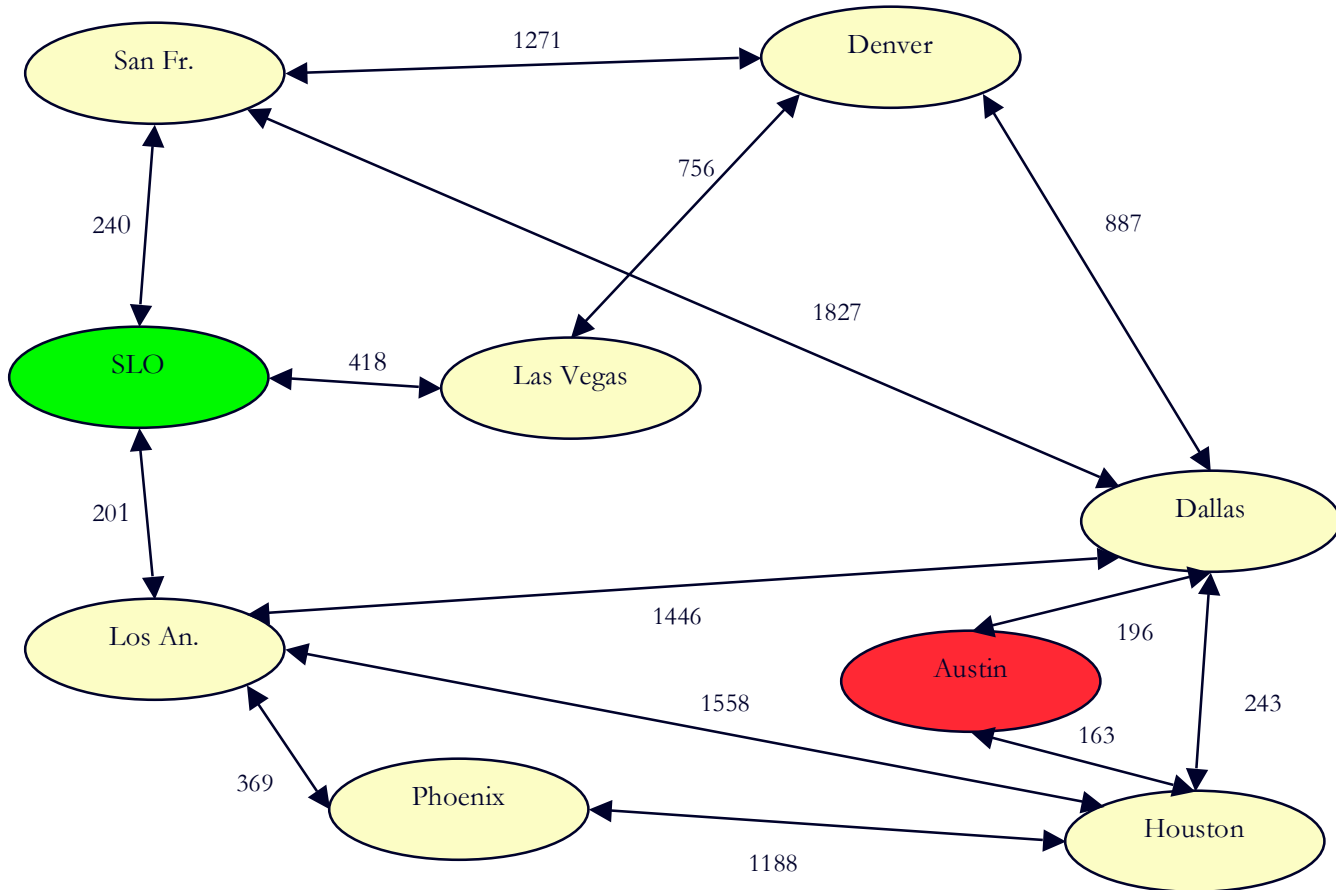 San Fr.
1271
Denver
756
240
887
1827
SLO
418
Las Vegas
201
Dallas
Los An.
1446
196
Austin
1558
243
163
369
Phoenix
Houston
1188